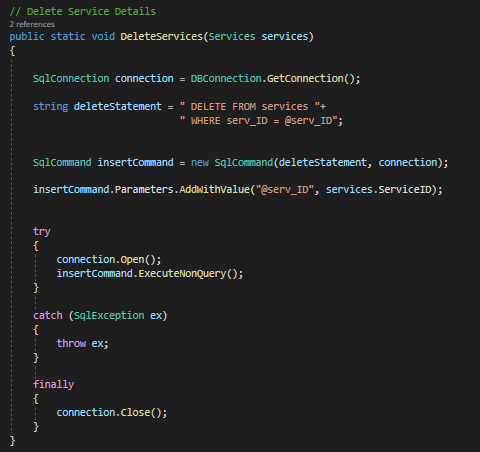 // Delete Service Details
2 references
public static void DeleteServices(Services services)
{
SqlConnection connection = DBConnection.GetConnection();
string deleteStatement = " DELETE FROM services "+
" WHERE serv_ID = @serv_ID";
SqlCommand insertCommand = new SqlCommand(deleteStatement, connection);
insertCommand.Parameters.AddWithValue("@serv_ID", services.ServiceID);
try
{
connection.Open();
insertCommand.ExecuteNonQuery();
}
catch (SqlException ex)
{
throw ex;
}
finally
{
connection.Close();
}
}